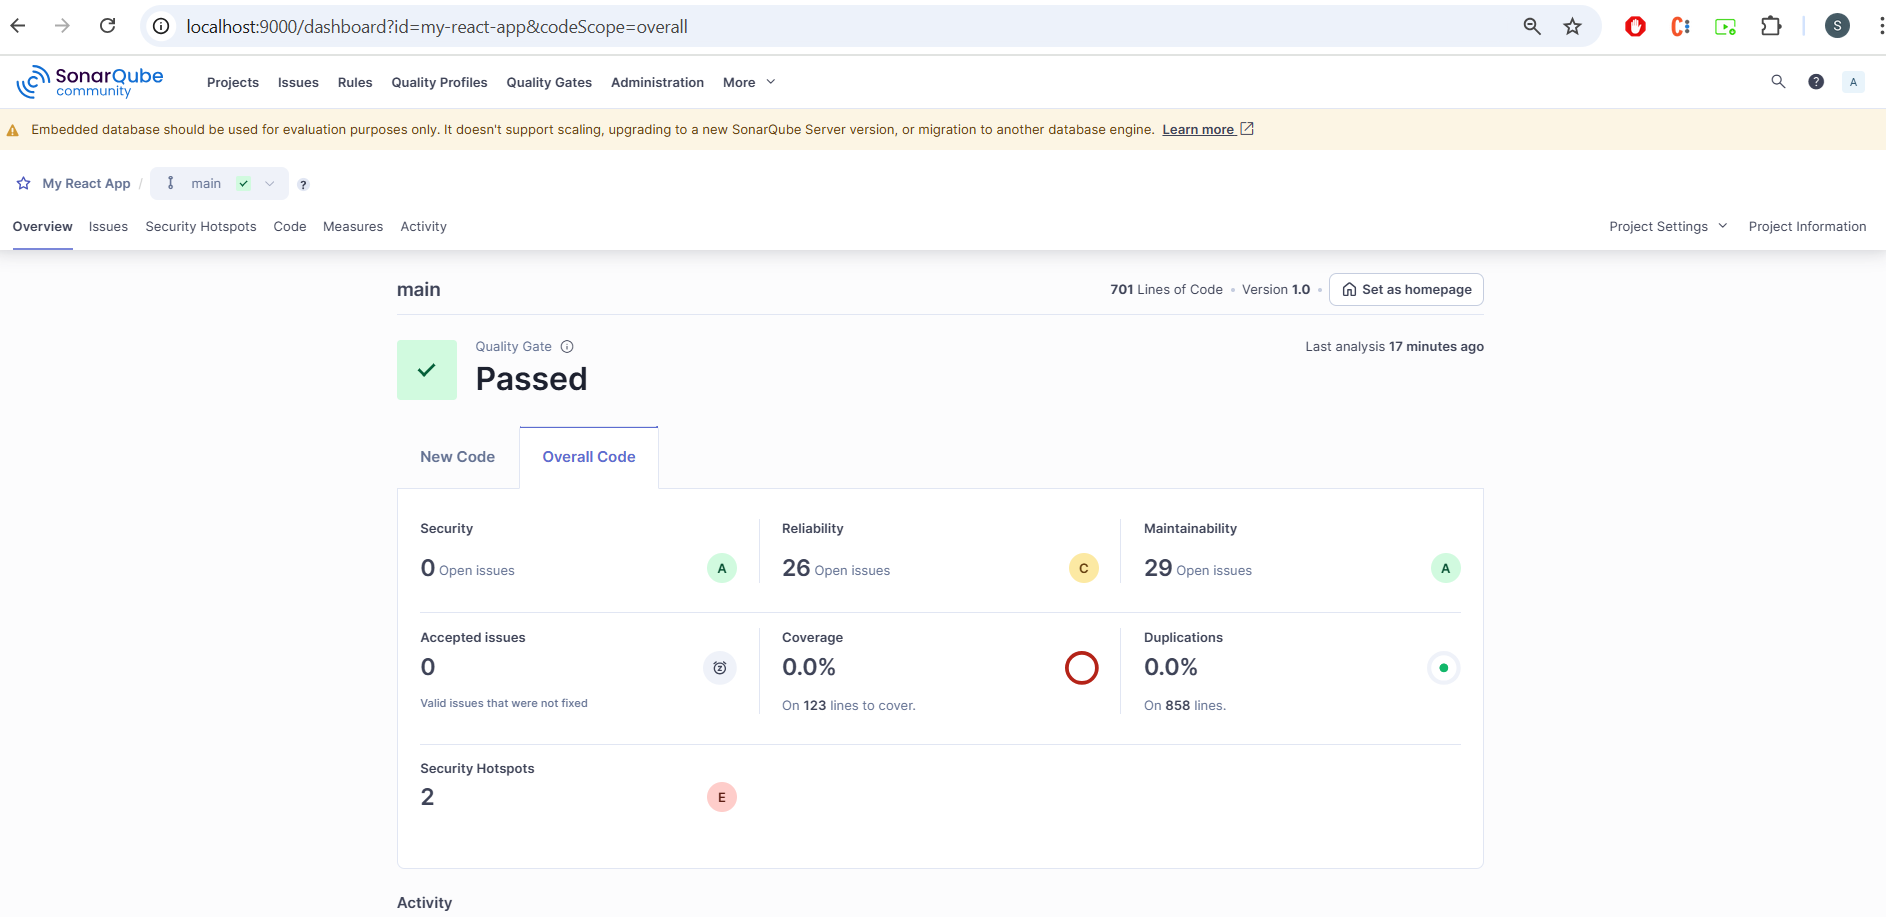 localhost:9000/dashboard?id=my-react-app&codeScope=overall
S
SonarQube
community
Projects Issues Rules Quality Profiles Quality Gates Administration More
? A
Embedded database should be used for evaluation purposes only. It doesn't support scaling, upgrading to a new SonarQube Server version, or migration to another database engine. Learn more
My React App / main ?
Overview Issues Security Hotspots Code Measures Activity Project Settings Project Information
main 701 Lines of Code • Version 1.0 • Set as homepage
Quality Gate Last analysis 17 minutes ago
Passed
New Code Overall Code
Security Reliability Maintainability
0 Open issues A 26 Open issues C 29 Open issues A
Accepted issues Coverage Duplications
0 0.0% 0.0%
Valid issues that were not fixed On 123 lines to cover. On 858 lines.
Security Hotspots
2 E
Activity